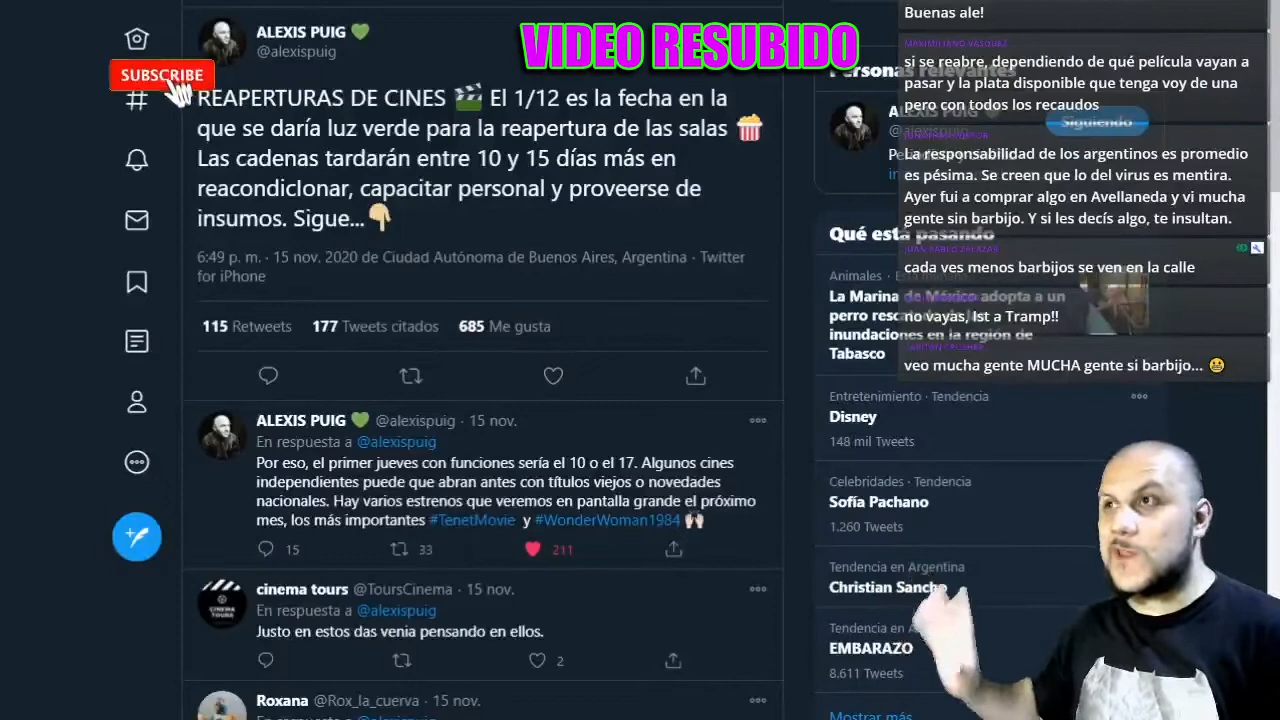 VIDEO RESUBIDO
SUBSCRIBE
ALEXIS PUIG 💚
@alexispuig
REAPERTURAS DE CINES 🎬 El 1/12 es la fecha en la
que se daría luz verde para la reapertura de las salas 🍿
Las cadenas tardarán entre 10 y 15 días más en
reacondiclonar, capacitar personal y proveerse de
insumos. Sigue...👇🏼
6:49 p. m. · 15 nov. 2020 de Ciudad Autónoma de Buenos Aires, Argentina · Twitter
for iPhone
115 Retweets 177 Tweets citados 685 Me gusta
ALEXIS PUIG 💚 @alexispuig · 15 nov.
En respuesta a @alexispuig
Por eso, el primer jueves con funciones sería el 10 o el 17. Algunos cines
independientes puede que abran antes con títulos viejos o novedades
nacionales. Hay varios estrenos que veremos en pantalla grande el próximo
mes, los más importantes #TenetMovie y #WonderWoman1984 🙌🏻
15 33 211
cinema tours @ToursCinema · 15 nov.
En respuesta a @alexispuig
Justo en estos das venia pensando en ellos.
2
Roxana @Rox_la_cuerva · 15 nov.
Buenas ale!
MAXIMILIANO VASQUEZ
si se reabre, dependiendo de qué película vayan a
pasar y la plata disponible que tenga voy de una
pero con todos los recaudos
La responsabilidad de los argentinos es promedio
es pésima. Se creen que lo del virus es mentira.
Ayer fui a comprar algo en Avellaneda y vi mucha
gente sin barbijo. Y si les decís algo, te insultan.
JUAN PABLO ZALAZAR
cada ves menos barbijos se ven en la calle
no vayas, Ist a Tramp!!
veo mucha gente MUCHA gente si barbijo... 😬
Personas relevantes
ALEXIS PUIG
@alexispuig
Siguiendo
Qué está pasando
Animales
La Marina de México adopta a un
perro rescatado de las
inundaciones en la región de
Tabasco
Entretenimiento · Tendencia
Disney
148 mil Tweets
Celebridades · Tendencia
Sofía Pachano
1.260 Tweets
Tendencia en Argentina
Christian Sancho
Tendencia en A
EMBARAZO
8.611 Tweets
Mostrar más